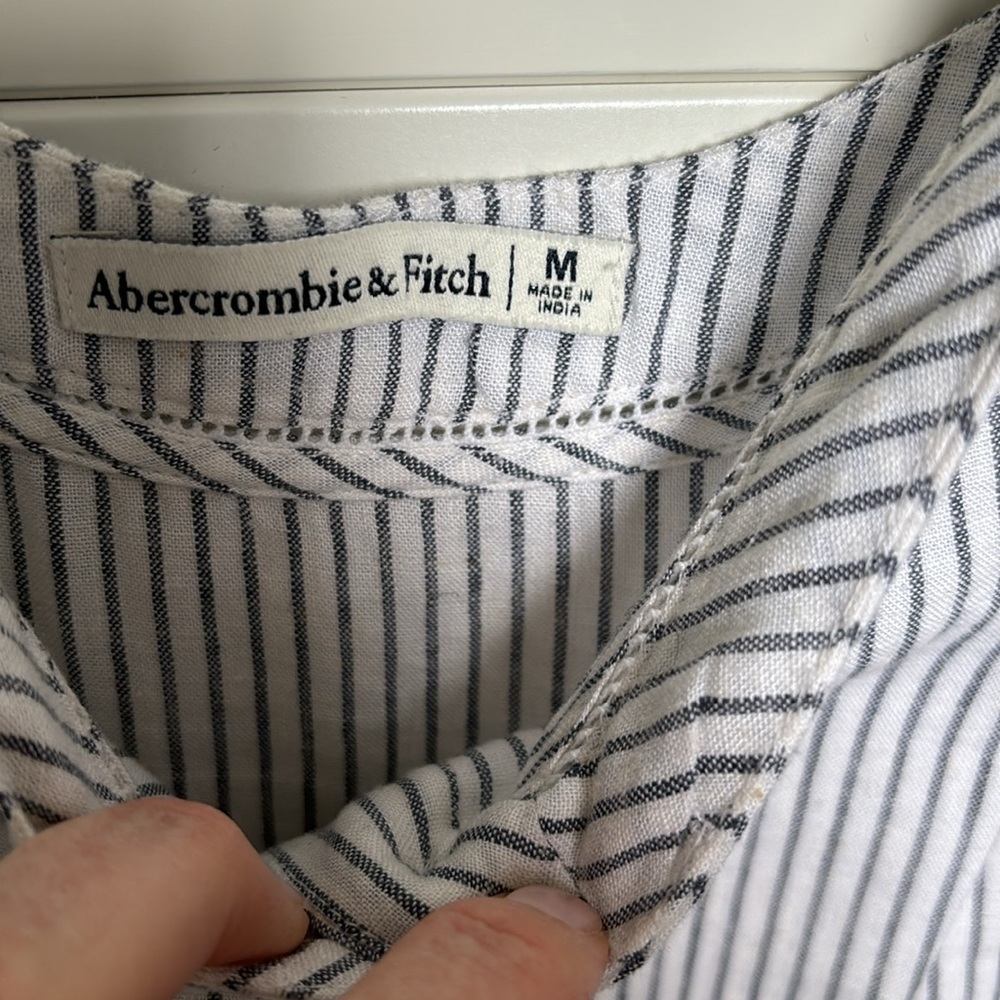 Abercrombie & Fitch
M
MADE IN
INDIA